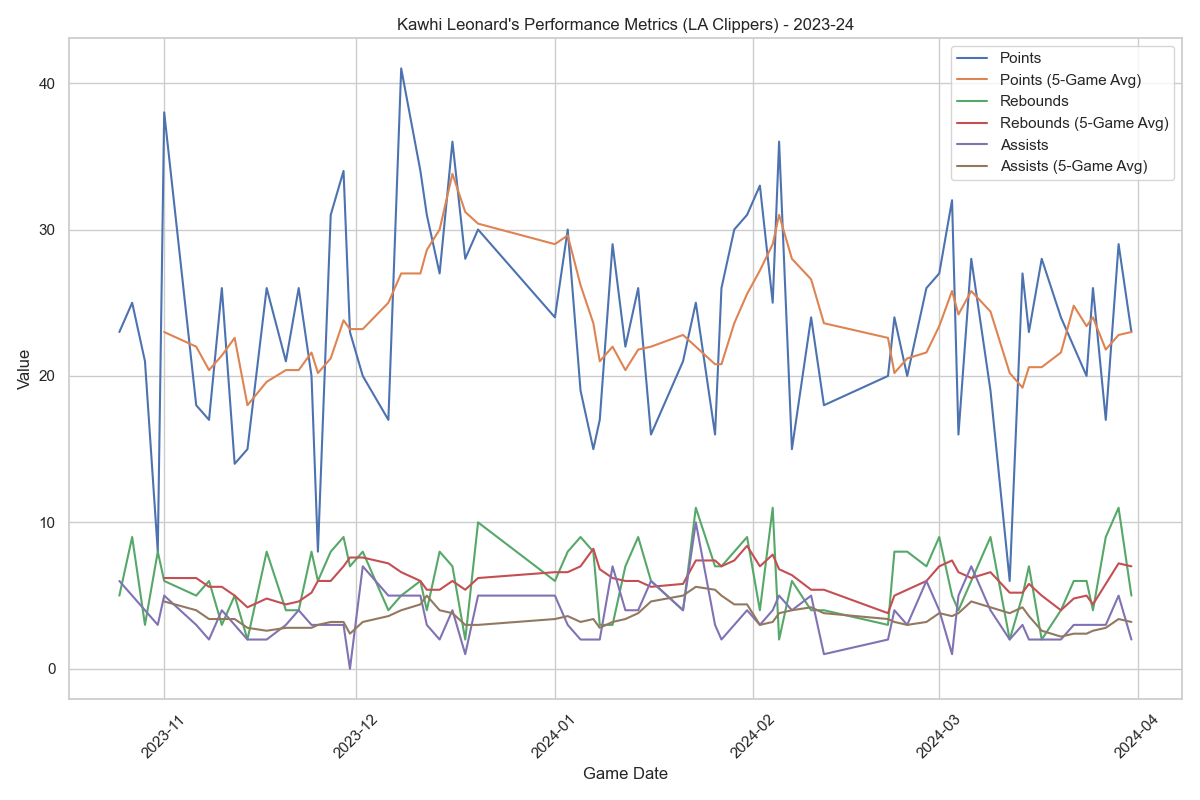 Kawhi Leonard's Performance Metrics (LA Clippers) - 2023-24
Points
Points (5-Game Avg)
Rebounds
Rebounds (5-Game Avg)
Assists
Assists (5-Game Avg)
40
30
20
10
0
Value
2023-11
2023-12
2024-01
2024-02
2024-03
2024-04
Game Date